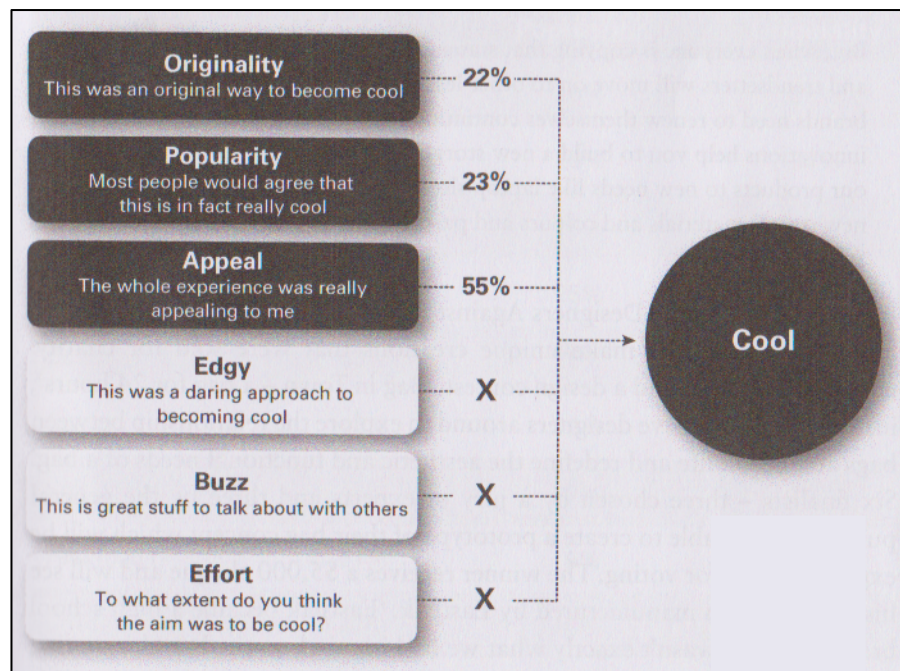 Originality
This was an original way to become cool
22%
Popularity
Most people would agree that
this is in fact really cool
23%
Appeal
The whole experience was really
appealing to me
55%
Cool
Edgy
This was a daring approach to
becoming cool
X
Buzz
This is great stuff to talk about with others
X
Effort
To what extent do you think
the aim was to be cool?
X